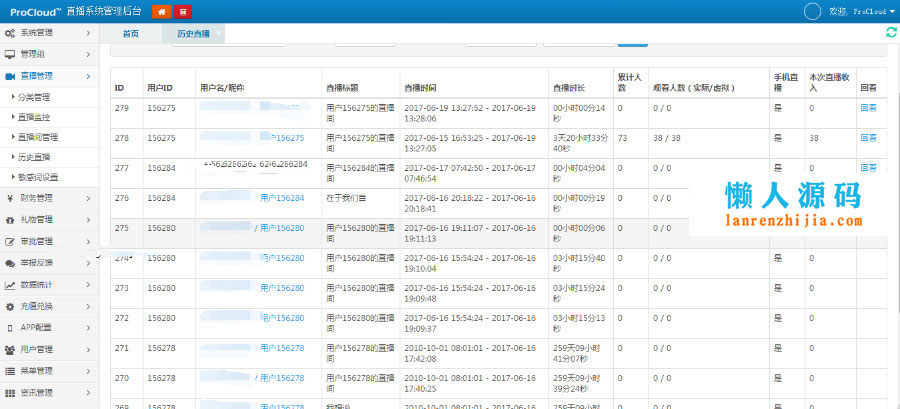 ProCloud™ 直播系统管理后台
欢迎, ProCloud
系统管理
管理组
直播管理
分类管理
直播监控
直播间管理
历史直播
敏感词设置
财务管理
礼物管理
审批管理
举报反馈
数据统计
充值兑换
APP配置
用户管理
菜单管理
资讯管理
首页 历史直播 ×
ID 用户ID 用户名/昵称 直播标题 直播时间 直播时长 累计人数 观看人数(实际/虚拟) 手机直播 本次直播收入 回看
279 156275 用户156275的直播间 2017-06-19 13:27:52 - 2017-06-19 13:28:06 00小时00分14秒 0 0 / 0 是 0 回看
278 156275 用户156275 用户156275的直播间 2017-06-15 16:53:25 - 2017-06-19 13:27:05 3天20小时33分40秒 73 38 / 38 是 38 回看
277 156284 用户156284的直播间 2017-06-17 07:42:50 - 2017-06-17 07:46:54 00小时04分04秒 0 0 / 0 是 0 回看
276 156284 用户156284 在于我们自 2017-06-16 20:18:22 - 2017-06-16 20:18:41 00小时00分19秒 0 0 / 0
275 156280 / 用户156280 用户156280的直播间 2017-06-16 19:11:07 - 2017-06-16 19:11:13 00小时00分06秒 0 0 / 0
274 156280 用户156280 用户156280的直播间 2017-06-16 15:54:24 - 2017-06-16 19:10:04 03小时15分40秒 0 0 / 0 是 0
273 156280 用户156280 用户156280的直播间 2017-06-16 15:54:24 - 2017-06-16 19:09:48 03小时15分24秒 0 0 / 0 是 0
272 156280 用户156280 用户156280的直播间 2017-06-16 15:54:24 - 2017-06-16 19:09:37 03小时15分13秒 0 0 / 0 是 0
271 156278 用户156278 用户156278的直播间 2010-10-01 08:01:01 - 2017-06-16 17:42:08 259天09小时41分07秒 0 0 / 0 是 0
270 156278 / 用户156278 用户156278的直播间 2010-10-01 08:01:01 - 2017-06-16 17:40:25 259天09小时39分24秒 0 0 / 0 是 0
269 156278 用户156278 我想说 2010-10-01 08:01:01 - 2017-06-16 259天09小时 0 0 / 0 是 0
懒人源码
lanrenzhijia.com